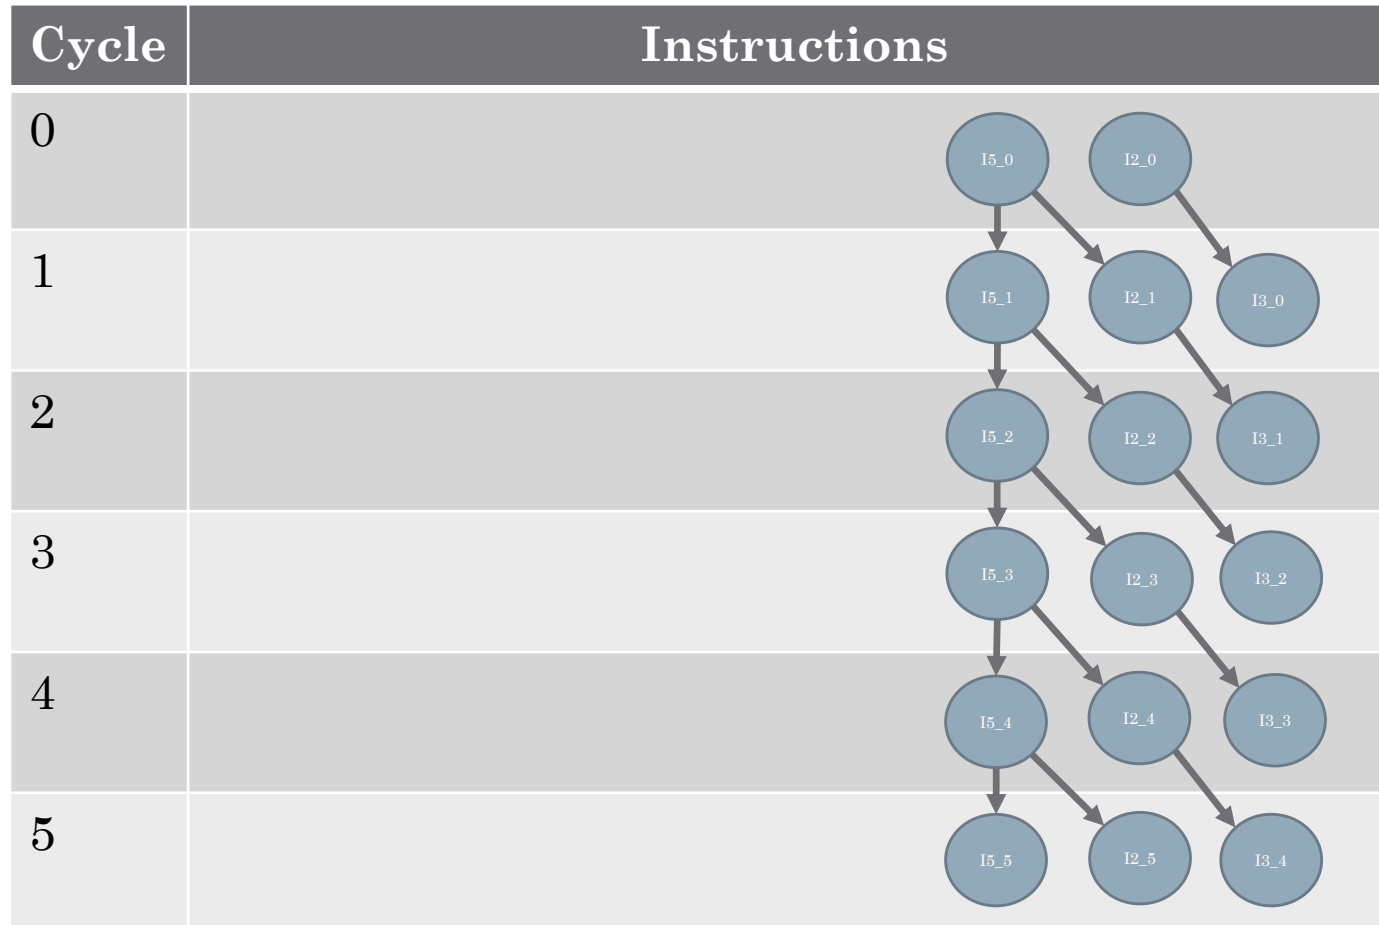 Cycle Instructions
0 I5_0 I2_0
1 I5_1 I2_1 I3_0
2 I5_2 I2_2 I3_1
3 I5_3 I2_3 I3_2
4 I5_4 I2_4 I3_3
5 I5_5 I2_5 I3_4